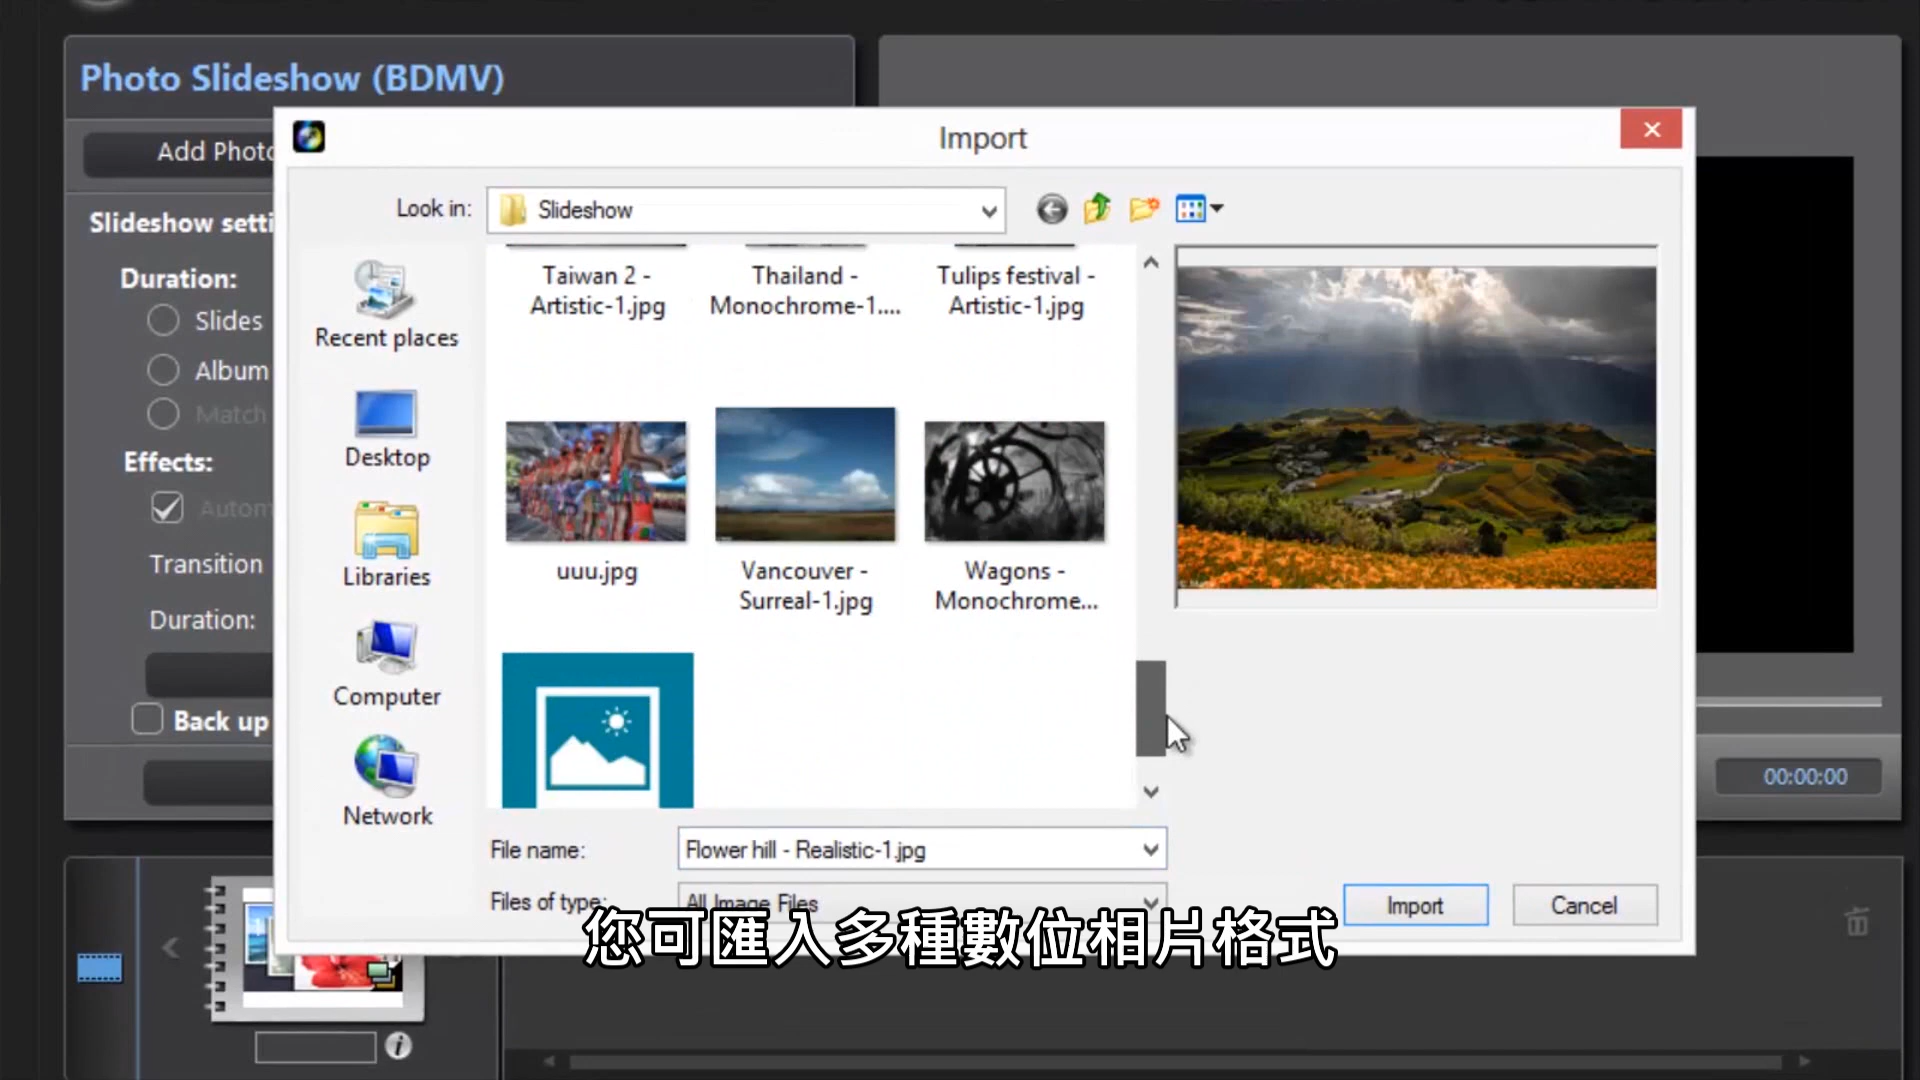 Photo Slideshow (BDMV)
Import
Add Photo
Look in:
Slideshow
Slideshow setti
Duration:
Slides
Album
Match
Effects:
Autom
Transition
Duration:
Back up
Recent places
Desktop
Libraries
Computer
Network
Taiwan 2 -
Artistic-1.jpg
Thailand -
Monochrome-1....
Tulips festival -
Artistic-1.jpg
uuu.jpg
Vancouver -
Surreal-1.jpg
Wagons -
Monochrome...
00:00:00
File name:
Flower hill - Realistic-1.jpg
Files of type:
All Image Files
Import
Cancel
您可匯入多種數位相片格式